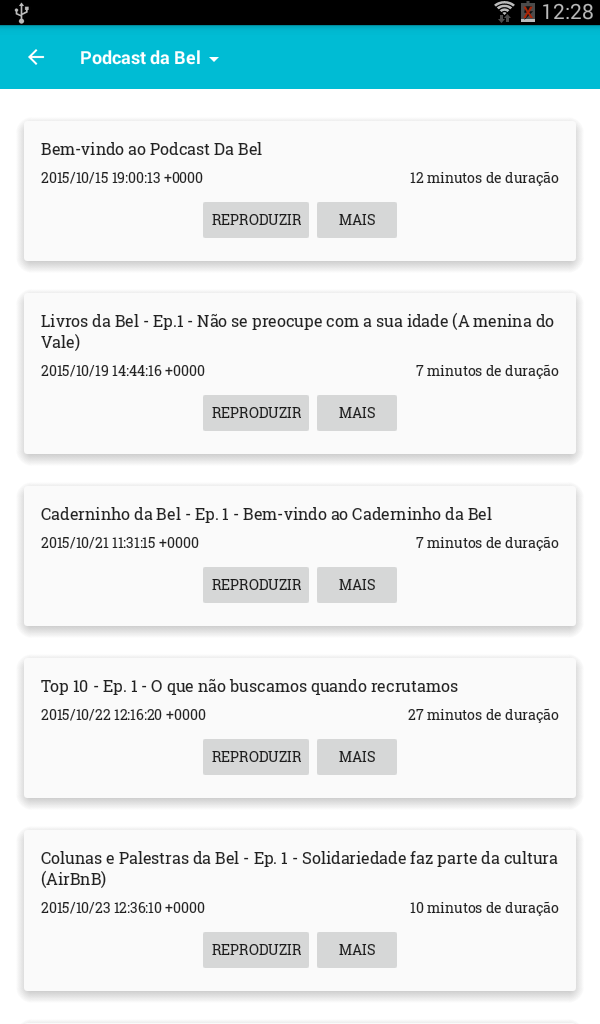 12:28
Podcast da Bel
Bem-vindo ao Podcast Da Bel
2015/10/15 19:00:13 +0000 12 minutos de duração
REPRODUZIR MAIS
Livros da Bel - Ep.1 - Não se preocupe com a sua idade (A menina do
Vale)
2015/10/19 14:44:16 +0000 7 minutos de duração
REPRODUZIR MAIS
Caderninho da Bel - Ep. 1 - Bem-vindo ao Caderninho da Bel
2015/10/21 11:31:15 +0000 7 minutos de duração
REPRODUZIR MAIS
Top 10 - Ep. 1 - O que não buscamos quando recrutamos
2015/10/22 12:16:20 +0000 27 minutos de duração
REPRODUZIR MAIS
Colunas e Palestras da Bel - Ep. 1 - Solidariedade faz parte da cultura
(AirBnB)
2015/10/23 12:36:10 +0000 10 minutos de duração
REPRODUZIR MAIS